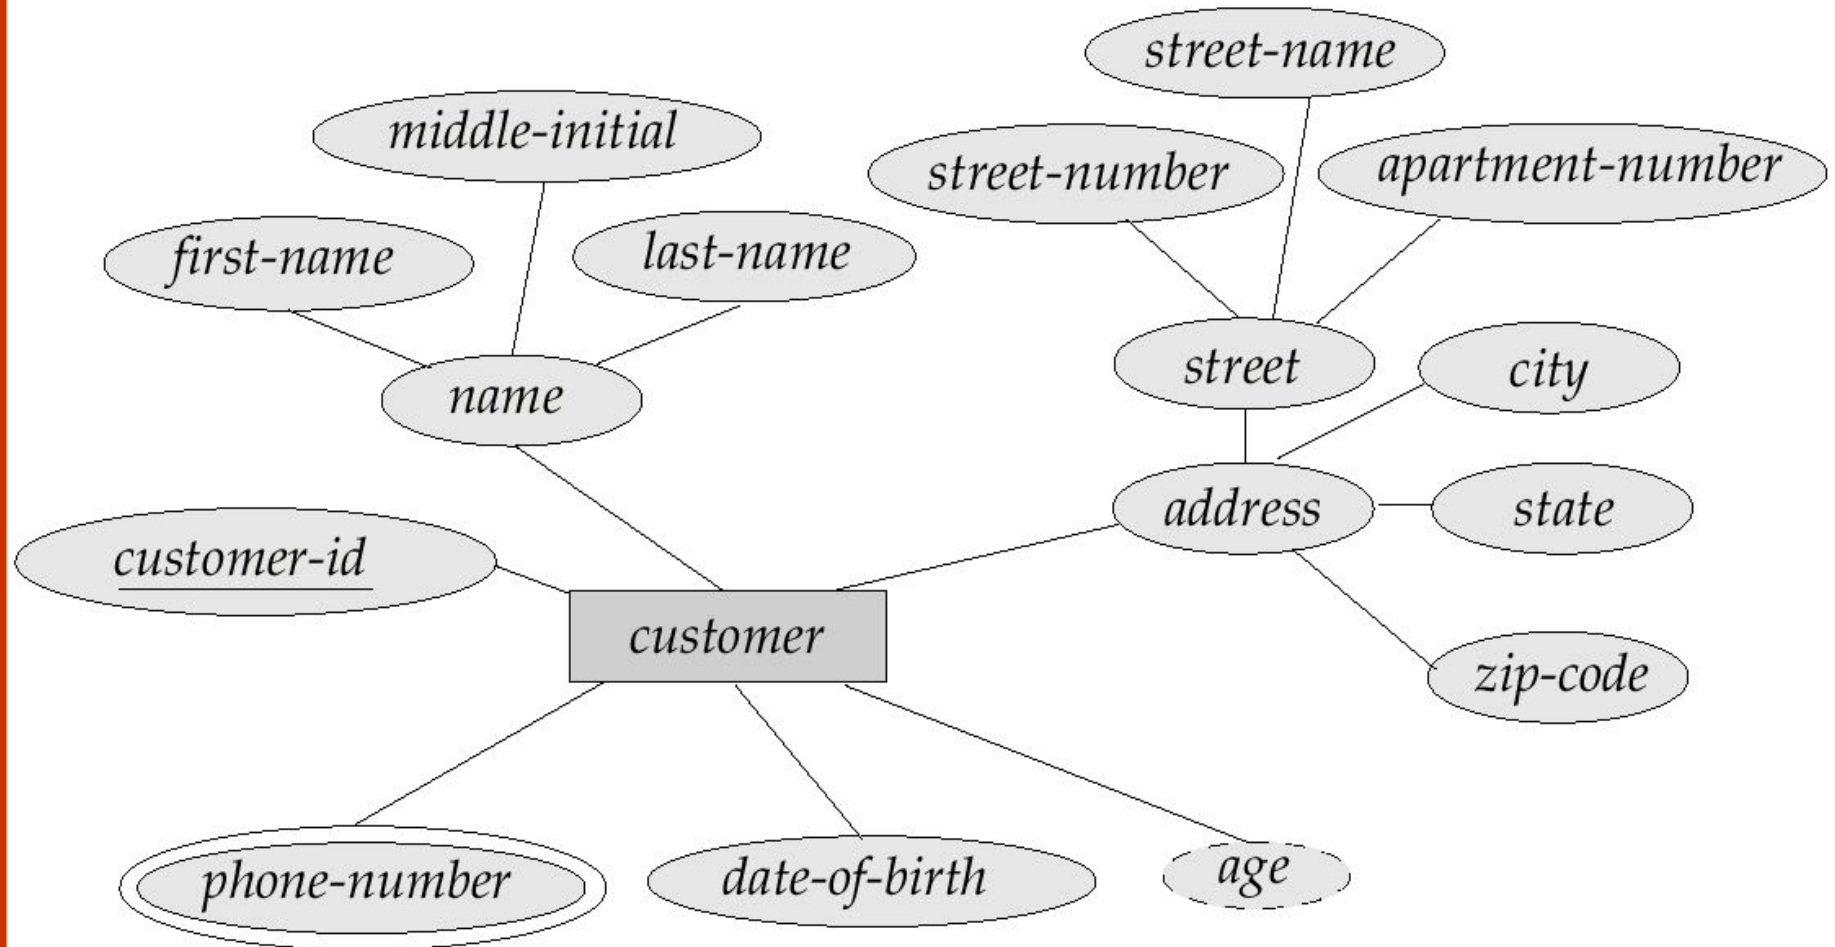 street-name
middle-initial
street-number
apartment-number
first-name
last-name
street
city
name
address
state
customer-id
customer
zip-code
phone-number
date-of-birth
age